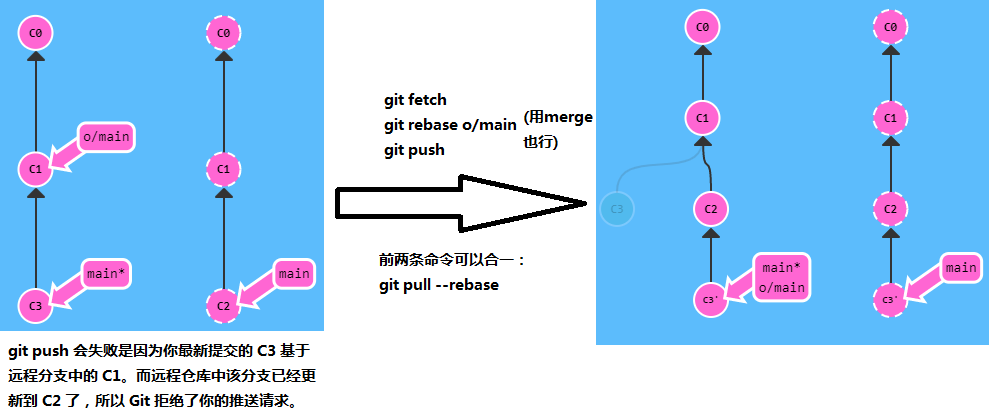 C0
o/main
C1
main*
C3
C0
C1
main
C2
git push 会失败是因为你最新提交的 C3 基于
远程分支中的 C1。而远程仓库中该分支已经更
新到 C2 了，所以 Git 拒绝了你的推送请求。
git fetch
git rebase o/main
git push
(用merge
也行)
前两条命令可以合一：
git pull --rebase
C0
C1
C3
C2
main*
o/main
C3'
C0
C1
C2
main
C3'